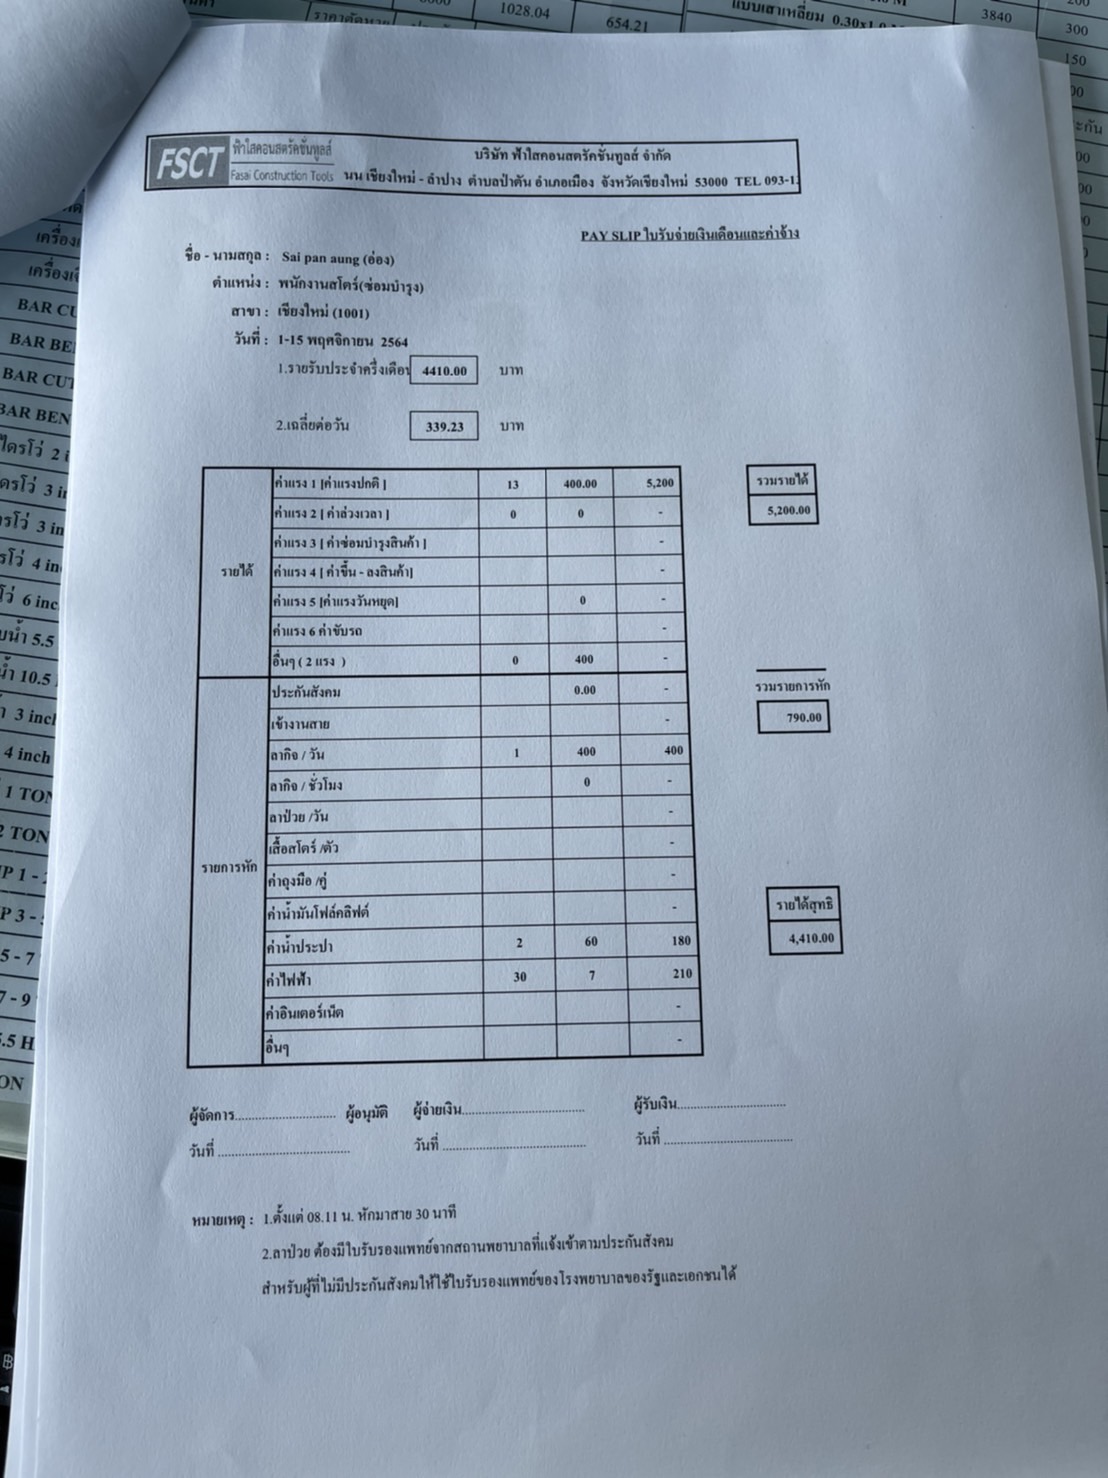 1028.04
654.21
แบบเสาเหลี่ยม
3840
300
150
เครื่อง
BAR BE
BAR CUT
BAR BEN
FSCT ฟ้าใสคอนสตรัคชั่นทูลส์
Fasai Construction Tools
บริษัท ฟ้าใสคอนสตรัคชั่นทูลส์ จำกัด
นน เชียงใหม่ - ลำปาง ตำบลป่าตัน อำเภอเมือง จังหวัดเชียงใหม่ 53000 TEL 093-1
PAY SLIP ใบรับจ่ายเงินเดือนและค่าจ้าง
ชื่อ - นามสกุล : Sai pan aung (อ่อง)
ตำแหน่ง : พนักงานสโตร์(ซ่อมบำรุง)
สาขา : เชียงใหม่ (1001)
วันที่ : 1-15 พฤศจิกายน 2564
1.รายรับประจำครึ่งเดือน 4410.00 บาท
2.เฉลี่ยต่อวัน 339.23 บาท
รายได้
ค่าแรง 1 [ค่าแรงปกติ ] 13 400.00 5,200
ค่าแรง 2 [ ค่าล่วงเวลา ] 0 0 -
ค่าแรง 3 [ ค่าซ่อมบำรุงสินค้า ] -
ค่าแรง 4 [ ค่าขึ้น - ลงสินค้า] -
ค่าแรง 5 [ค่าแรงวันหยุด] 0 -
ค่าแรง 6 ค่าขับรถ -
อื่นๆ ( 2 แรง ) 0 400 -
รวมรายได้
5,200.00
รายการหัก
ประกันสังคม 0.00 -
เข้างานสาย -
ลากิจ / วัน 1 400 400
ลากิจ / ชั่วโมง 0 -
ลาป่วย /วัน -
เสื้อสโตร์ /ตัว -
ค่าถุงมือ /คู่ -
ค่าน้ำมันโฟล์คลิฟต์ -
ค่าน้ำประปา 2 60 180
ค่าไฟฟ้า 30 7 210
ค่าอินเตอร์เน็ต -
อื่นๆ -
รวมรายการหัก
790.00
รายได้สุทธิ
4,410.00
ผู้จัดการ............................ ผู้อนุมัติ ผู้จ่ายเงิน.................................. ผู้รับเงิน..............................
วันที่ ..................................... วันที่ ........................................ วันที่ ....................................
หมายเหตุ : 1.ตั้งแต่ 08.11 น. หักมาสาย 30 นาที
2.ลาป่วย ต้องมีใบรับรองแพทย์จากสถานพยาบาลที่แจ้งเข้าตามประกันสังคม
สำหรับผู้ที่ไม่มีประกันสังคมให้ใช้ใบรับรองแพทย์ของโรงพยาบาลของรัฐและเอกชนได้